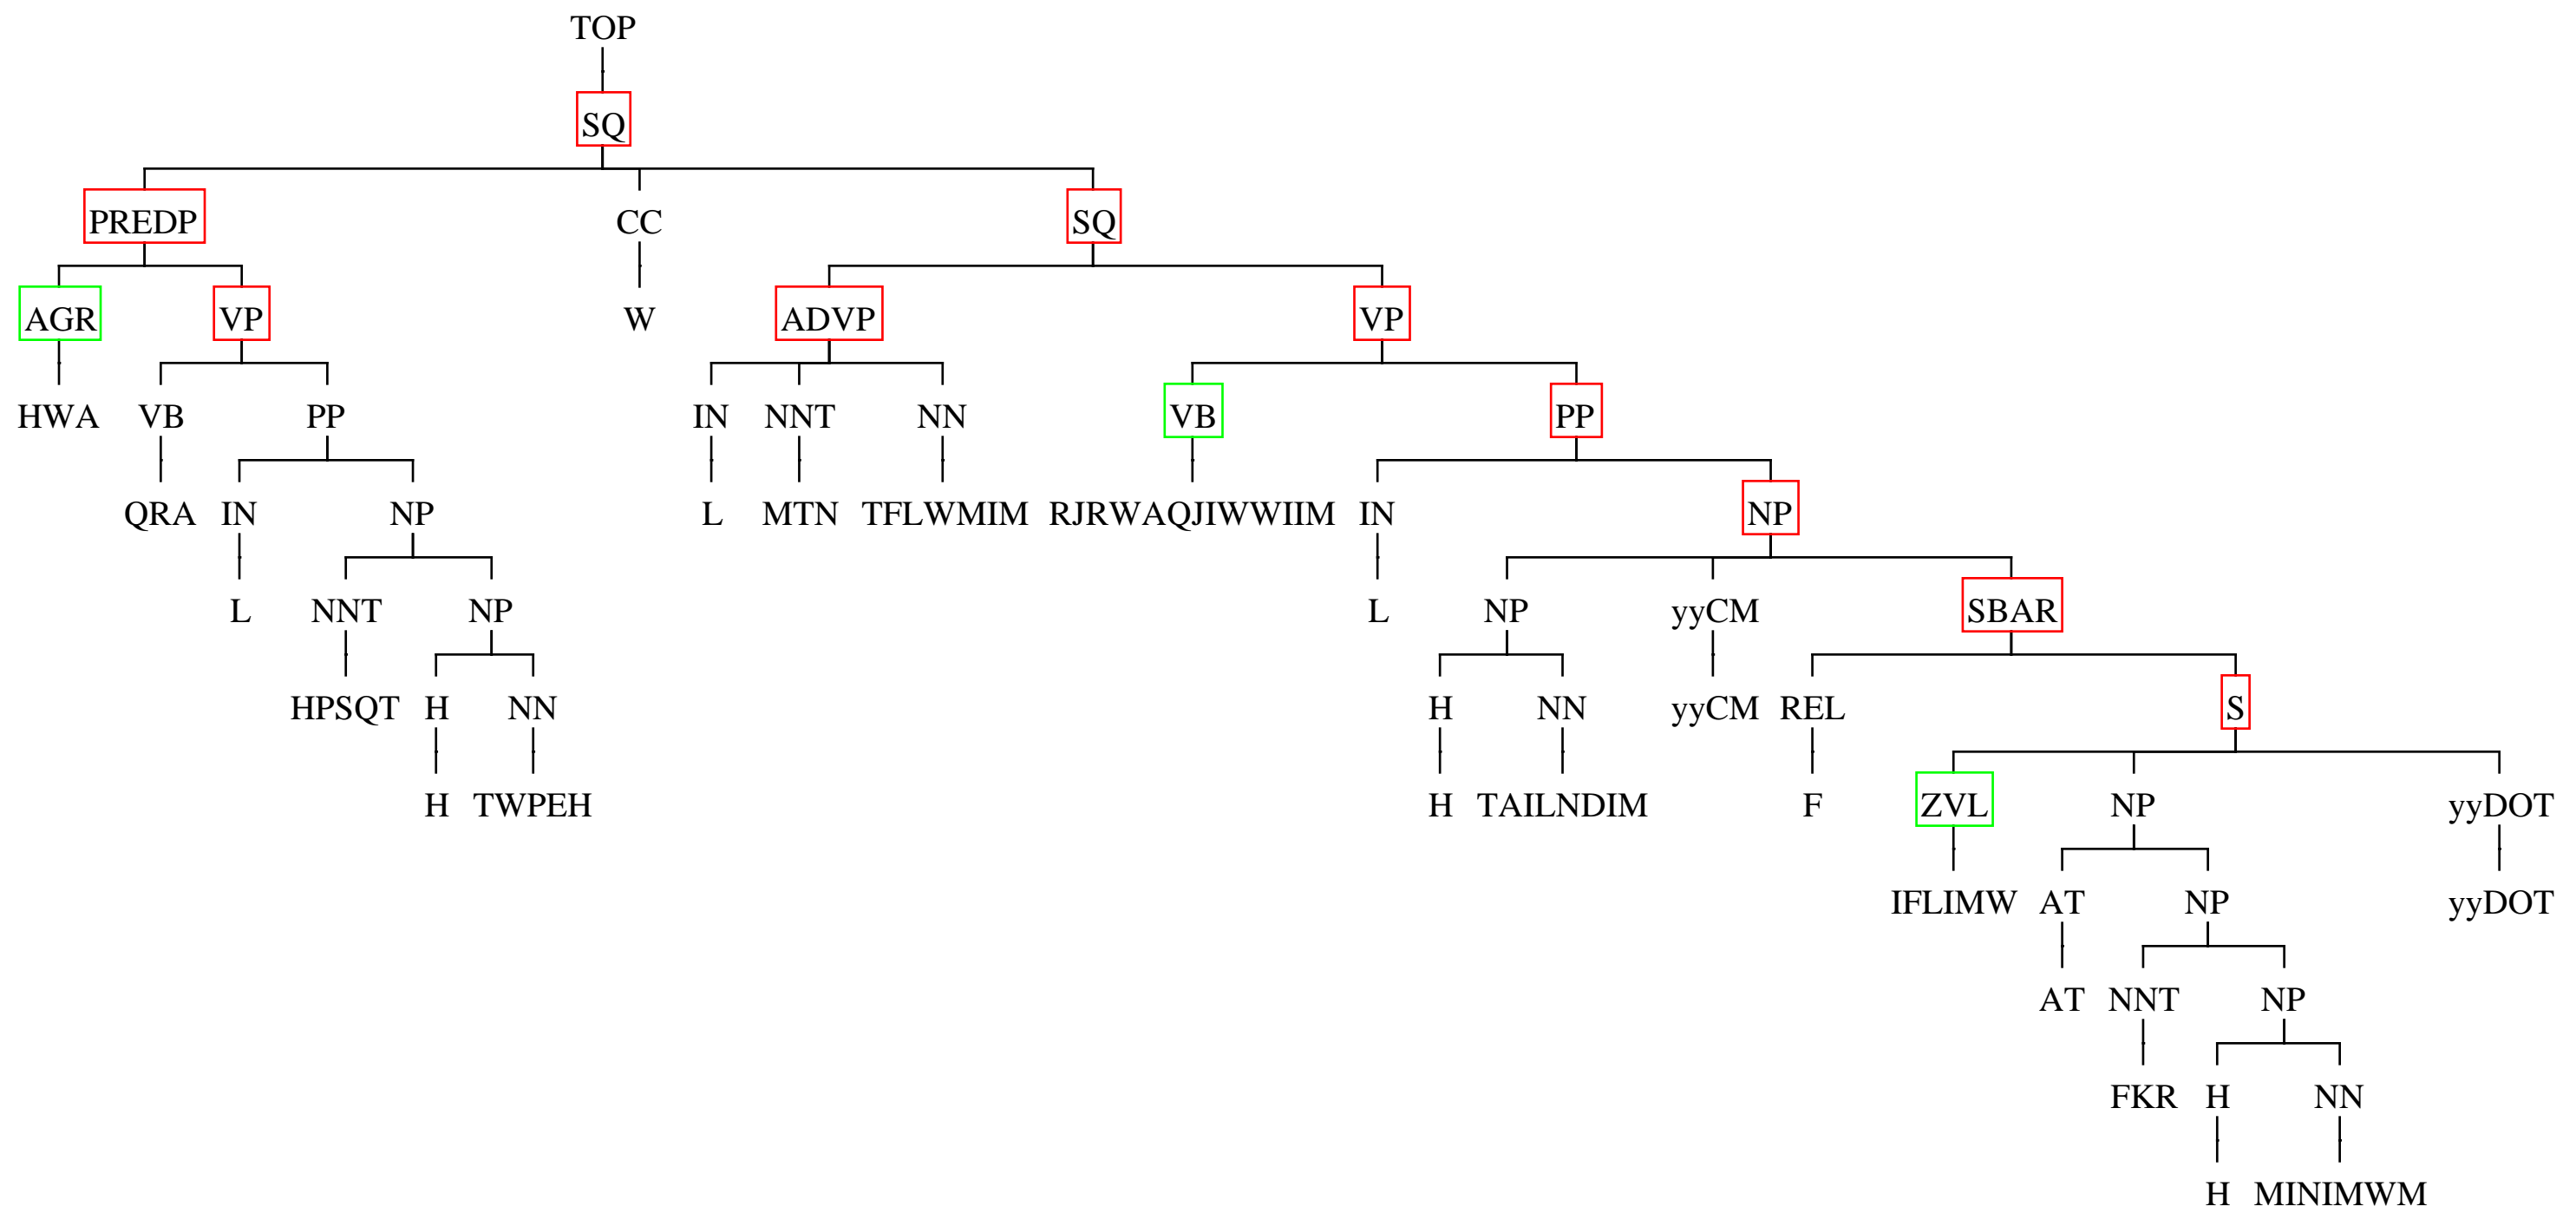 TOP
SQ
PREDP CC SQ
AGR VP W ADVP VP
HWA VB PP IN NNT NN VB PP
QRA IN NP L MTN TFLWMIM RJRWAQJIWWIIM IN NP
L NNT NP L NP yyCM SBAR
HPSQT H NN H NN yyCM REL S
H TWPEH H TAILNDIM F ZVL NP yyDOT
IFLIMW AT NP yyDOT
AT NNT NP
FKR H NN
H MINIMWM